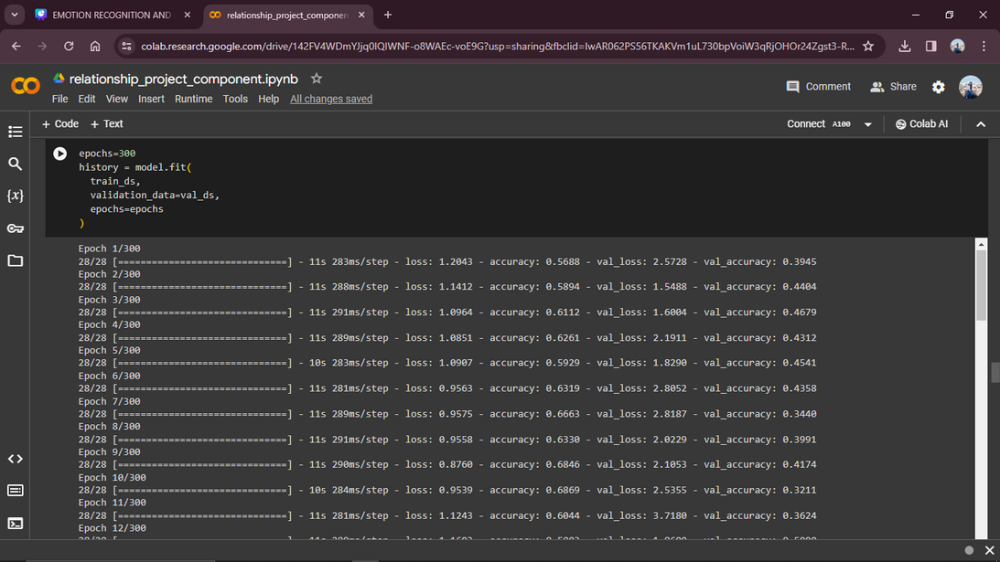 EMOTION RECOGNITION AND
relationship_project_componen
colab.research.google.com/drive/142FV4WDmYJjq0lQIWNF-o8WAEc-voE9G?usp=sharing&fbclid=IwAR062PS56TKAKVm1uL730bpVoiW3qRjOHOr24Zgst3-R...
relationship_project_component.ipynb
Comment
Share
File Edit View Insert Runtime Tools Help All changes saved
+ Code + Text
Connect A100
Colab AI
epochs=300
history = model.fit(
train_ds,
validation_data=val_ds,
epochs=epochs
)
Epoch 1/300
28/28 [==============================] - 11s 283ms/step - loss: 1.2043 - accuracy: 0.5688 - val_loss: 2.5728 - val_accuracy: 0.3945
Epoch 2/300
28/28 [==============================] - 11s 288ms/step - loss: 1.1412 - accuracy: 0.5894 - val_loss: 1.5488 - val_accuracy: 0.4404
Epoch 3/300
28/28 [==============================] - 11s 291ms/step - loss: 1.0964 - accuracy: 0.6112 - val_loss: 1.6004 - val_accuracy: 0.4679
Epoch 4/300
28/28 [==============================] - 11s 289ms/step - loss: 1.0851 - accuracy: 0.6261 - val_loss: 2.1911 - val_accuracy: 0.4312
Epoch 5/300
28/28 [==============================] - 10s 283ms/step - loss: 1.0907 - accuracy: 0.5929 - val_loss: 1.8290 - val_accuracy: 0.4541
Epoch 6/300
28/28 [==============================] - 11s 281ms/step - loss: 0.9563 - accuracy: 0.6319 - val_loss: 2.8052 - val_accuracy: 0.4358
Epoch 7/300
28/28 [==============================] - 11s 289ms/step - loss: 0.9575 - accuracy: 0.6663 - val_loss: 2.8187 - val_accuracy: 0.3440
Epoch 8/300
28/28 [==============================] - 11s 291ms/step - loss: 0.9558 - accuracy: 0.6330 - val_loss: 2.0229 - val_accuracy: 0.3991
Epoch 9/300
28/28 [==============================] - 11s 290ms/step - loss: 0.8760 - accuracy: 0.6846 - val_loss: 2.1053 - val_accuracy: 0.4174
Epoch 10/300
28/28 [==============================] - 10s 284ms/step - loss: 0.9539 - accuracy: 0.6869 - val_loss: 2.5355 - val_accuracy: 0.3211
Epoch 11/300
28/28 [==============================] - 11s 281ms/step - loss: 1.1243 - accuracy: 0.6044 - val_loss: 3.7180 - val_accuracy: 0.3624
Epoch 12/300